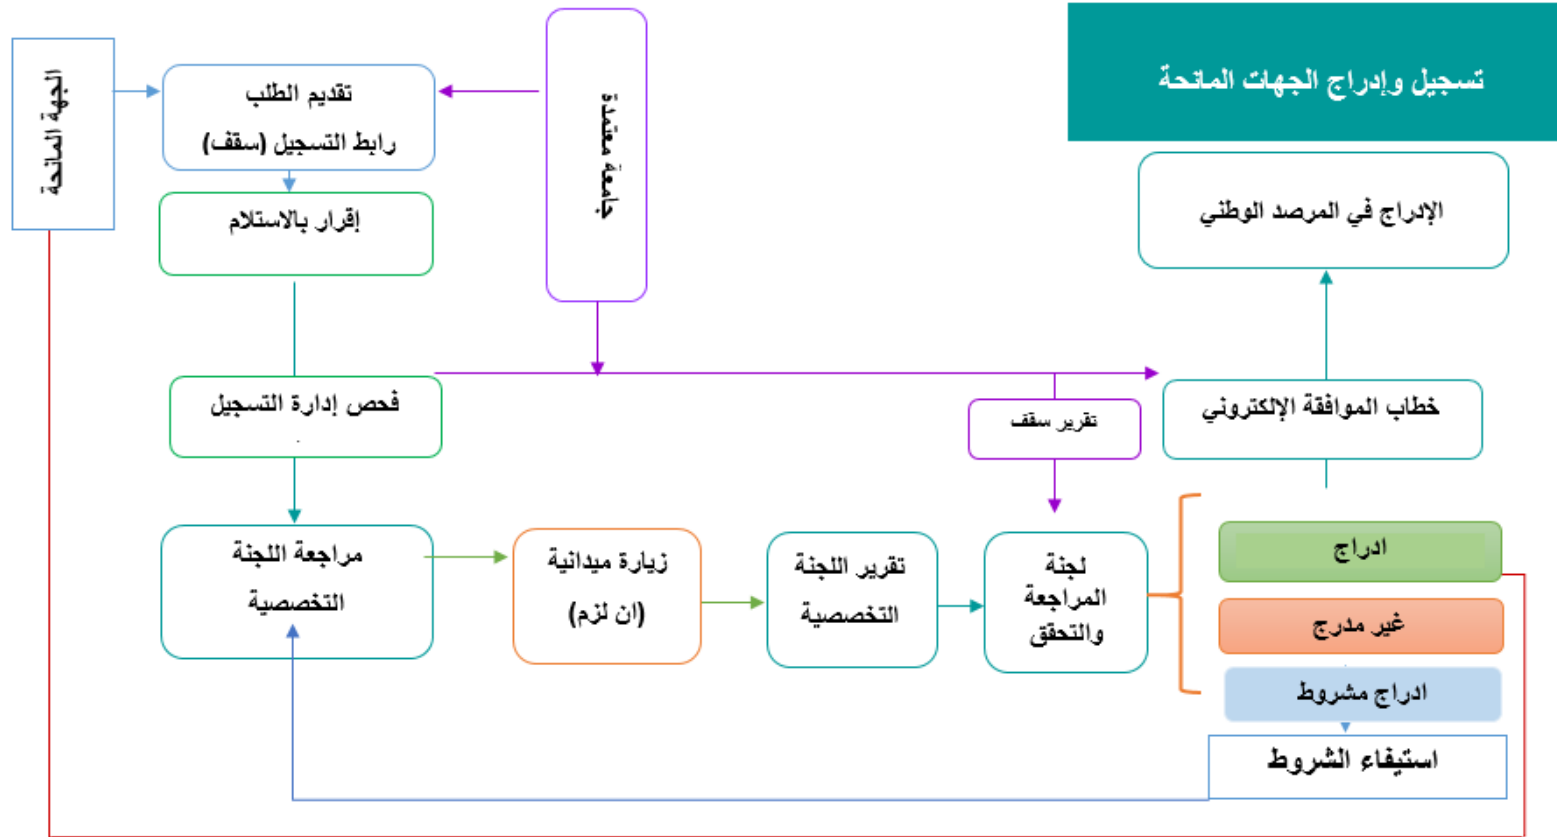 تسجيل وإدراج الجهات المانحة
الجهة المانحة
تقديم الطلب
رابط التسجيل (سقف)
جامعة معتمدة
إقرار بالاستلام
فحص إدارة التسجيل
مراجعة اللجنة
التخصصية
زيارة ميدانية
(ان لزم)
تقرير اللجنة
التخصصية
تقرير سقف
لجنة
المراجعة
والتحقق
ادراج
غير مدرج
ادراج مشروط
استيفاء الشروط
خطاب الموافقة الإلكتروني
الإدراج في المرصد الوطني